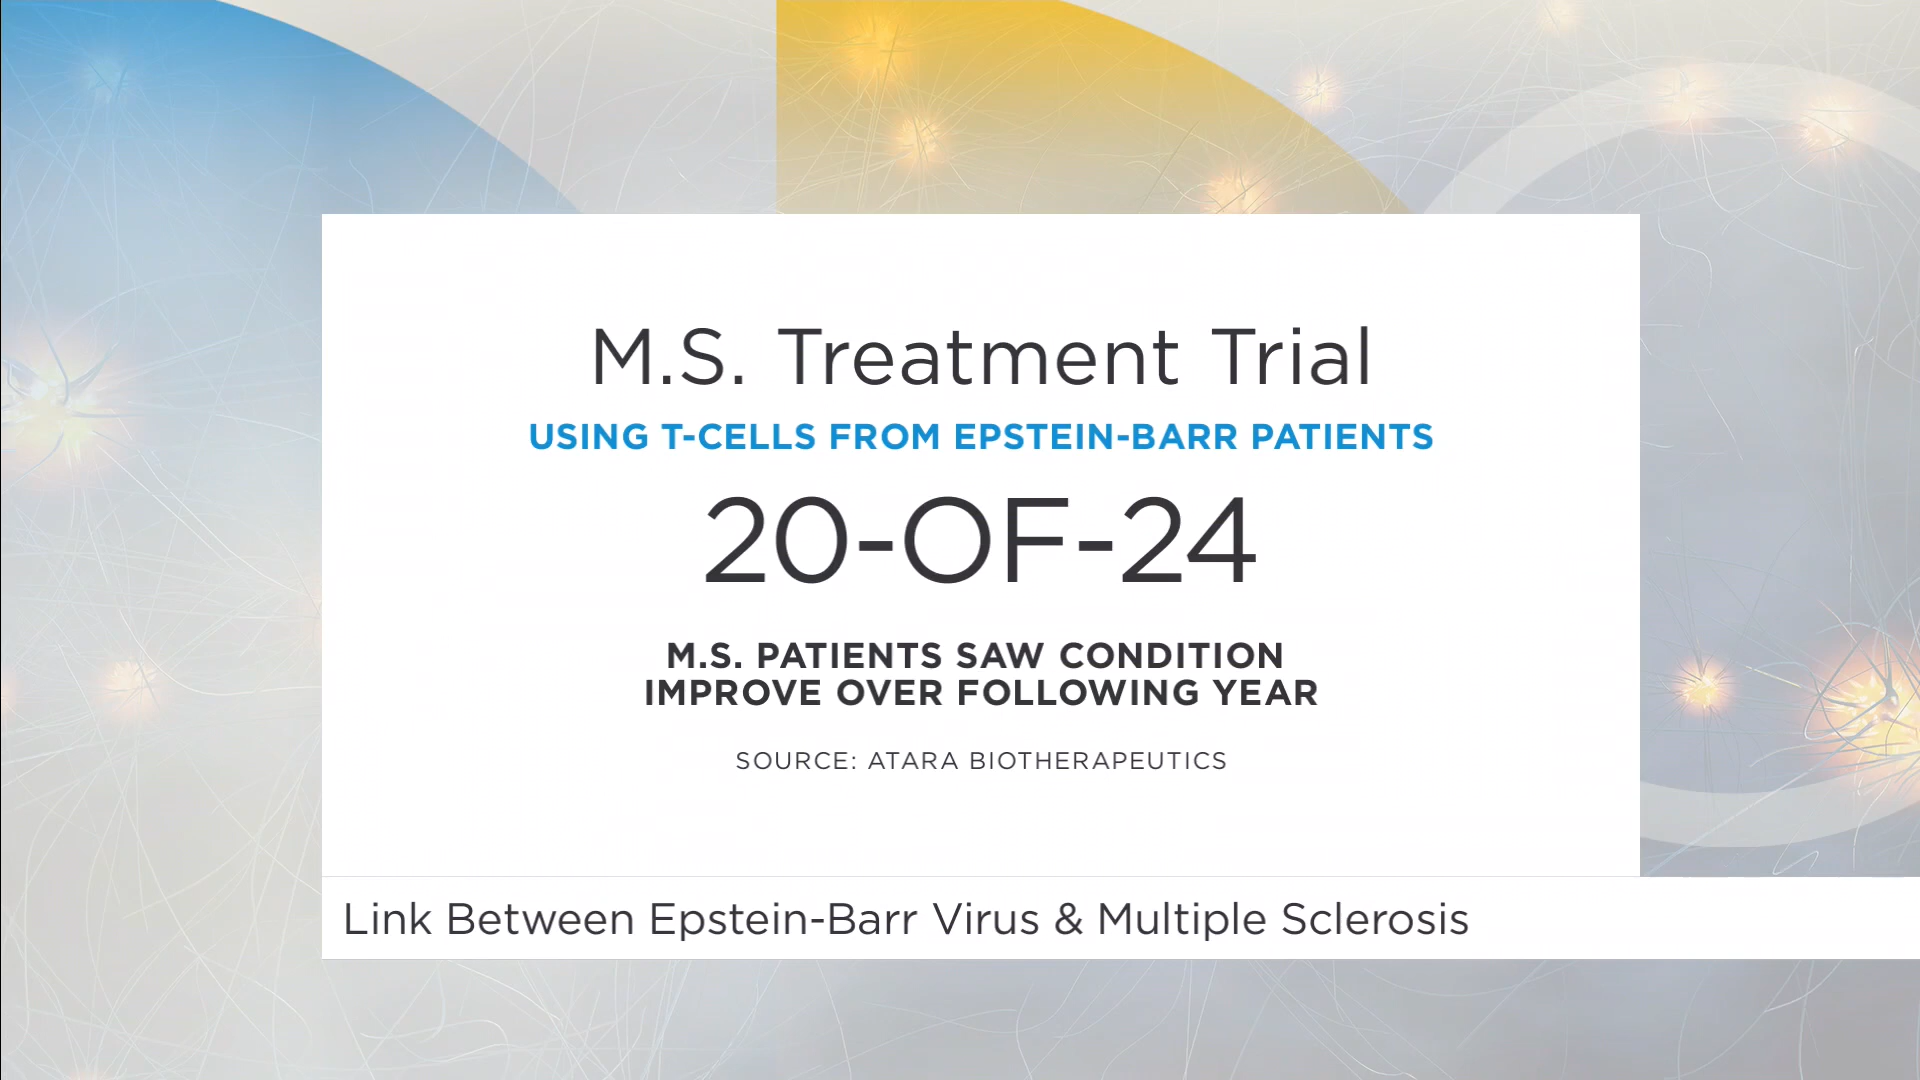 M.S. Treatment Trial
USING T-CELLS FROM EPSTEIN-BARR PATIENTS
20-OF-24
M.S. PATIENTS SAW CONDITION
IMPROVE OVER FOLLOWING YEAR
SOURCE: ATARA BIOTHERAPEUTICS
Link Between Epstein-Barr Virus & Multiple Sclerosis